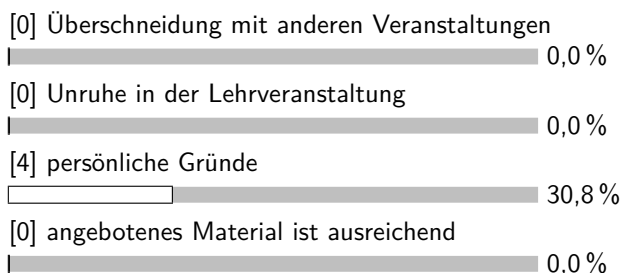 [0] Überschneidung mit anderen Veranstaltungen
0,0 %
[0] Unruhe in der Lehrveranstaltung
0,0 %
[4] persönliche Gründe
30,8 %
[0] angebotenes Material ist ausreichend
0,0 %